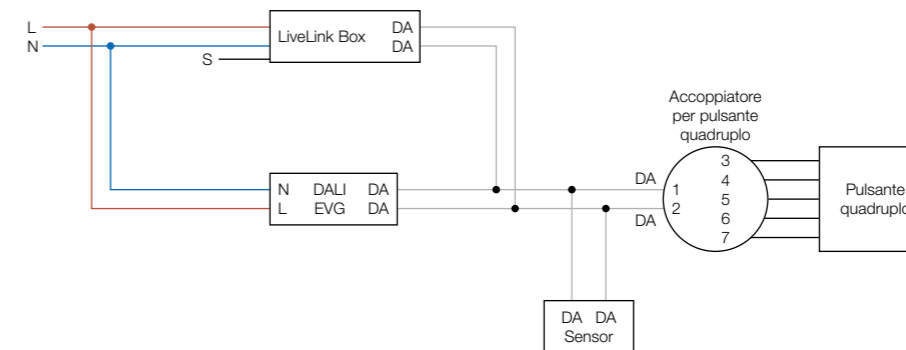 L
N
S
LiveLink Box
DA
DA
N DALI DA
L EVG DA
Accoppiatore
per pulsante
quadruplo
DA
DA
1
2
3
4
5
6
7
Pulsante
quadruplo
DA DA
Sensor